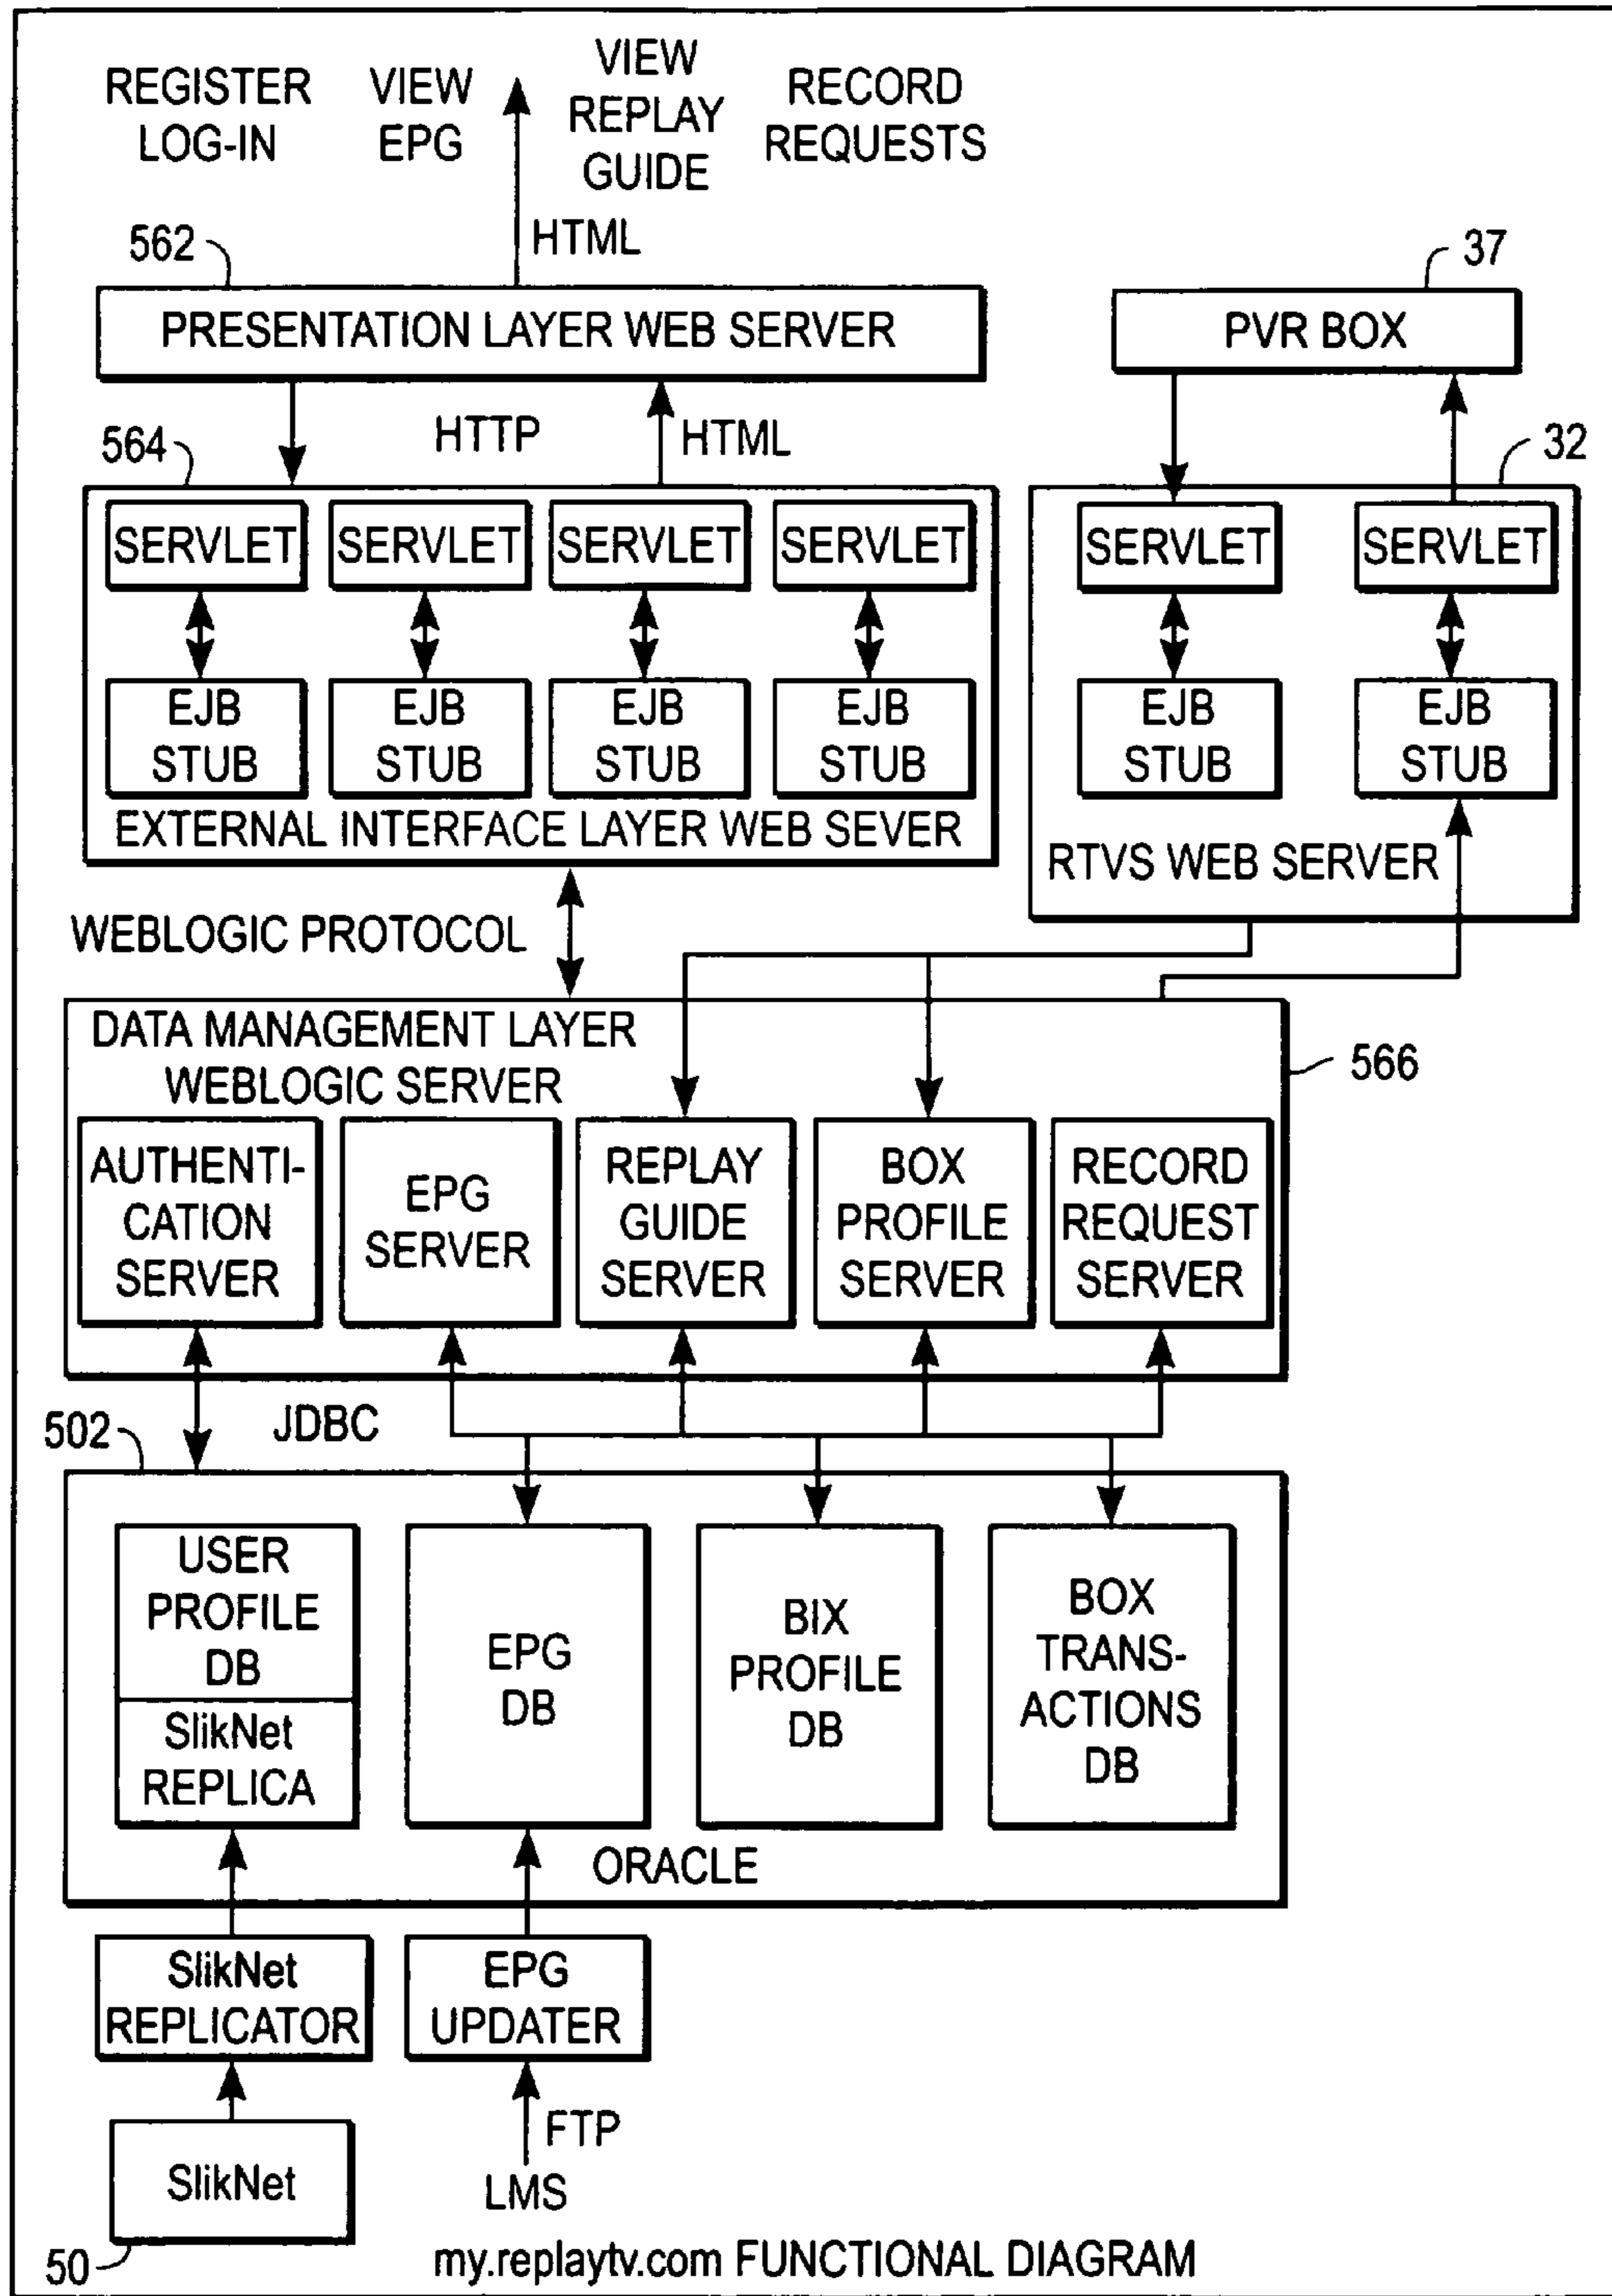 REGISTER
LOG-IN
VIEW
EPG
VIEW
REPLAY
GUIDE
RECORD
REQUESTS
HTML
562
PRESENTATION LAYER WEB SERVER
37
PVR BOX
HTTP
HTML
564
32
SERVLET
SERVLET
SERVLET
SERVLET
SERVLET
SERVLET
EJB
STUB
EJB
STUB
EJB
STUB
EJB
STUB
EJB
STUB
EJB
STUB
EXTERNAL INTERFACE LAYER WEB SEVER
RTVS WEB SERVER
WEBLOGIC PROTOCOL
DATA MANAGEMENT LAYER
WEBLOGIC SERVER
566
AUTHENTI-
CATION
SERVER
EPG
SERVER
REPLAY
GUIDE
SERVER
BOX
PROFILE
SERVER
RECORD
REQUEST
SERVER
JDBC
502
USER
PROFILE
DB
SlikNet
REPLICA
EPG
DB
BIX
PROFILE
DB
BOX
TRANS-
ACTIONS
DB
ORACLE
SlikNet
REPLICATOR
EPG
UPDATER
FTP
LMS
SlikNet
50
my.replaytv.com FUNCTIONAL DIAGRAM